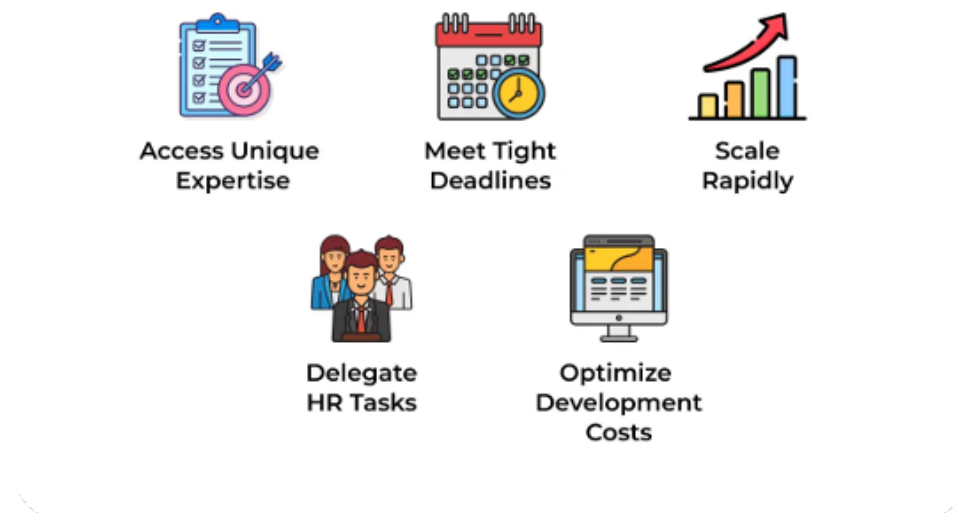 Access Unique
Expertise
Meet Tight
Deadlines
Scale
Rapidly
Delegate
HR Tasks
Optimize
Development
Costs